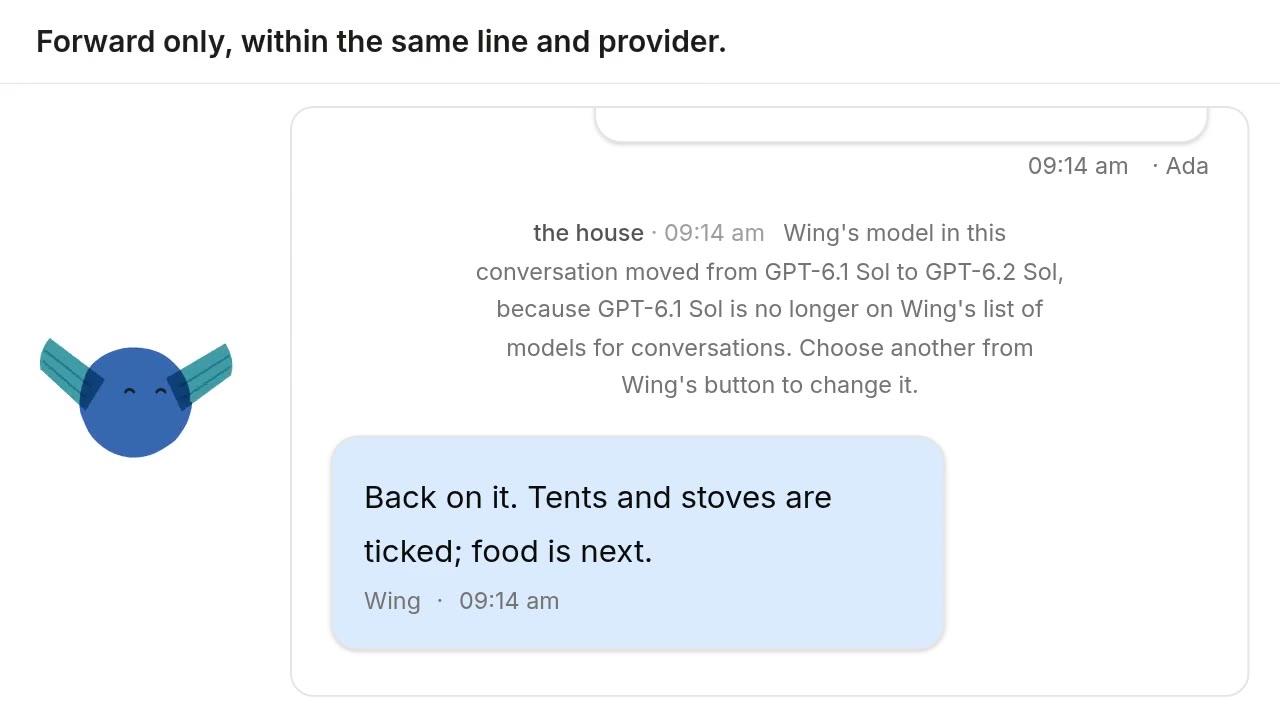 Forward only, within the same line and provider.
09:14 am · Ada
the house · 09:14 am Wing's model in this
conversation moved from GPT-6.1 Sol to GPT-6.2 Sol,
because GPT-6.1 Sol is no longer on Wing's list of
models for conversations. Choose another from
Wing's button to change it.
Back on it. Tents and stoves are
ticked; food is next.
Wing · 09:14 am